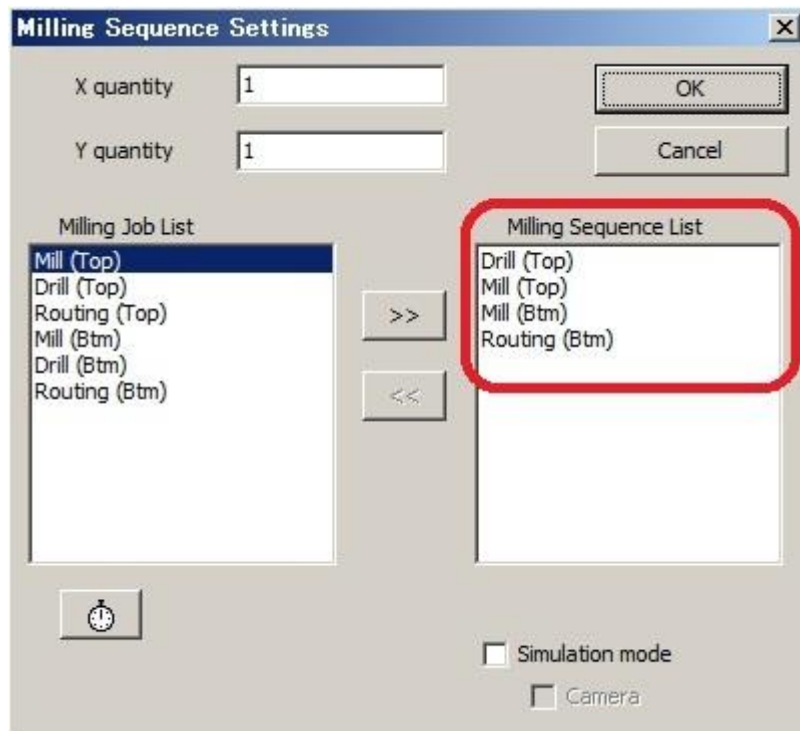 Milling Sequence Settings
X quantity 1 OK
Y quantity 1 Cancel
Milling Job List
Mill (Top)
Drill (Top)
Routing (Top)
Mill (Btm)
Drill (Btm)
Routing (Btm)
>>
<<
Milling Sequence List
Drill (Top)
Mill (Top)
Mill (Btm)
Routing (Btm)
Simulation mode
Camera